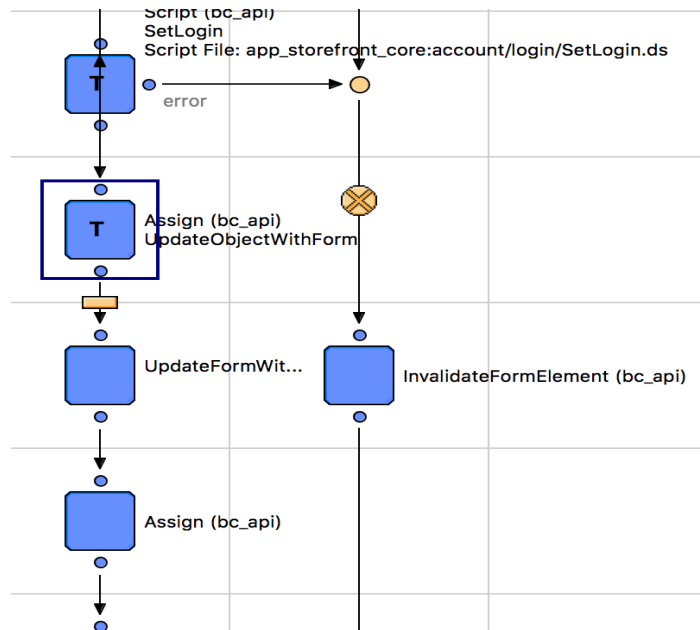 Script (bc_api)
SetLogin
Script File: app_storefront_core:account/login/SetLogin.ds
T
error
T
Assign (bc_api)
UpdateObjectWithForm
UpdateFormWit...
InvalidateFormElement (bc_api)
Assign (bc_api)